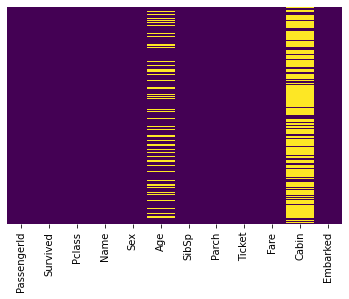 PassengerId
Survived
Pclass
Name
Sex
Age
SibSp
Parch
Ticket
Fare
Cabin
Embarked